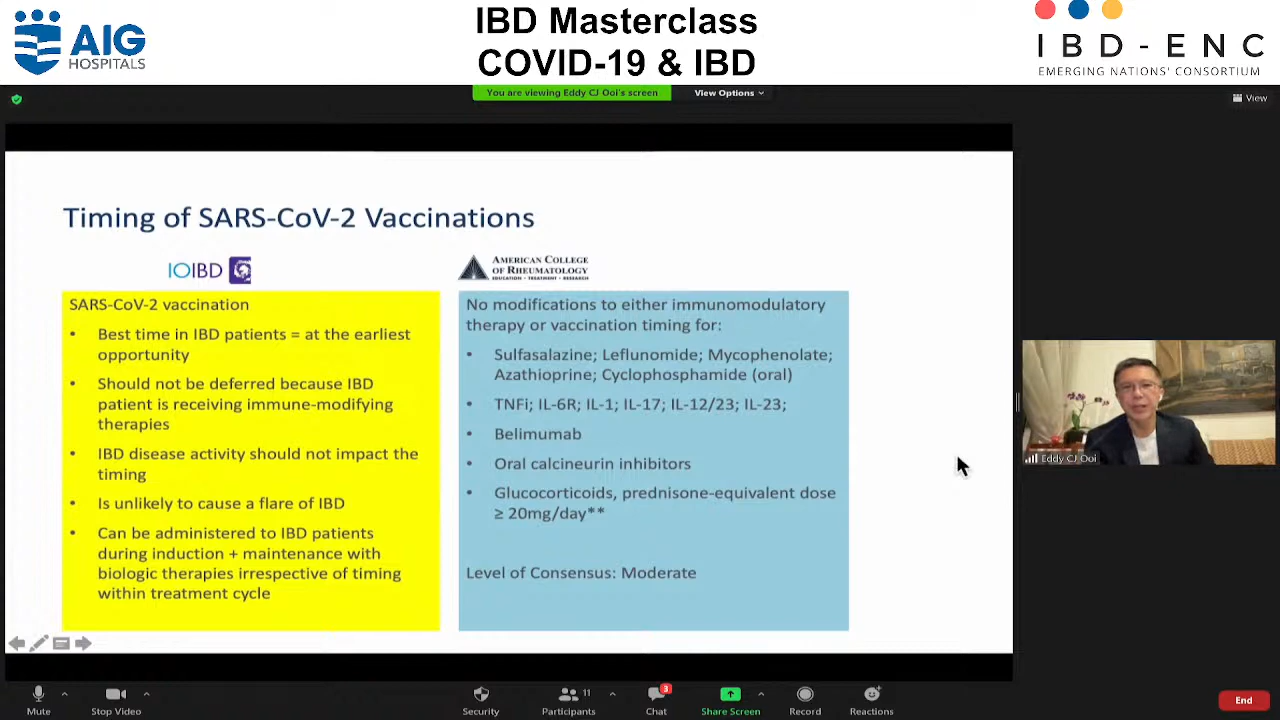 AIG
HOSPITALS
IBD Masterclass
COVID-19 & IBD
IBD-ENC
EMERGING NATIONS' CONSORTIUM
You are viewing Eddy CJ Ooi's screen
View Options
View
Timing of SARS-CoV-2 Vaccinations
IOIBD
AMERICAN COLLEGE
OF RHEUMATOLOGY
EDUCATION • TREATMENT • RESEARCH
SARS-CoV-2 vaccination
• Best time in IBD patients = at the earliest
opportunity
• Should not be deferred because IBD
patient is receiving immune-modifying
therapies
• IBD disease activity should not impact the
timing
• Is unlikely to cause a flare of IBD
• Can be administered to IBD patients
during induction + maintenance with
biologic therapies irrespective of timing
within treatment cycle
No modifications to either immunomodulatory
therapy or vaccination timing for:
• Sulfasalazine; Leflunomide; Mycophenolate;
Azathioprine; Cyclophosphamide (oral)
• TNFi; IL-6R; IL-1; IL-17; IL-12/23; IL-23;
• Belimumab
• Oral calcineurin inhibitors
• Glucocorticoids, prednisone-equivalent dose
≥ 20mg/day**
Level of Consensus: Moderate
Eddy CJ Ooi
Mute
Stop Video
Security
Participants
11
Chat
3
Share Screen
Record
Reactions
End